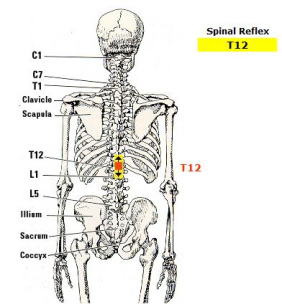 Spinal Reflex
T12
C1
C7
T1
Clavicle
Scapula
T12
T12
L1
L5
Illium
Sacrum
Coccyx